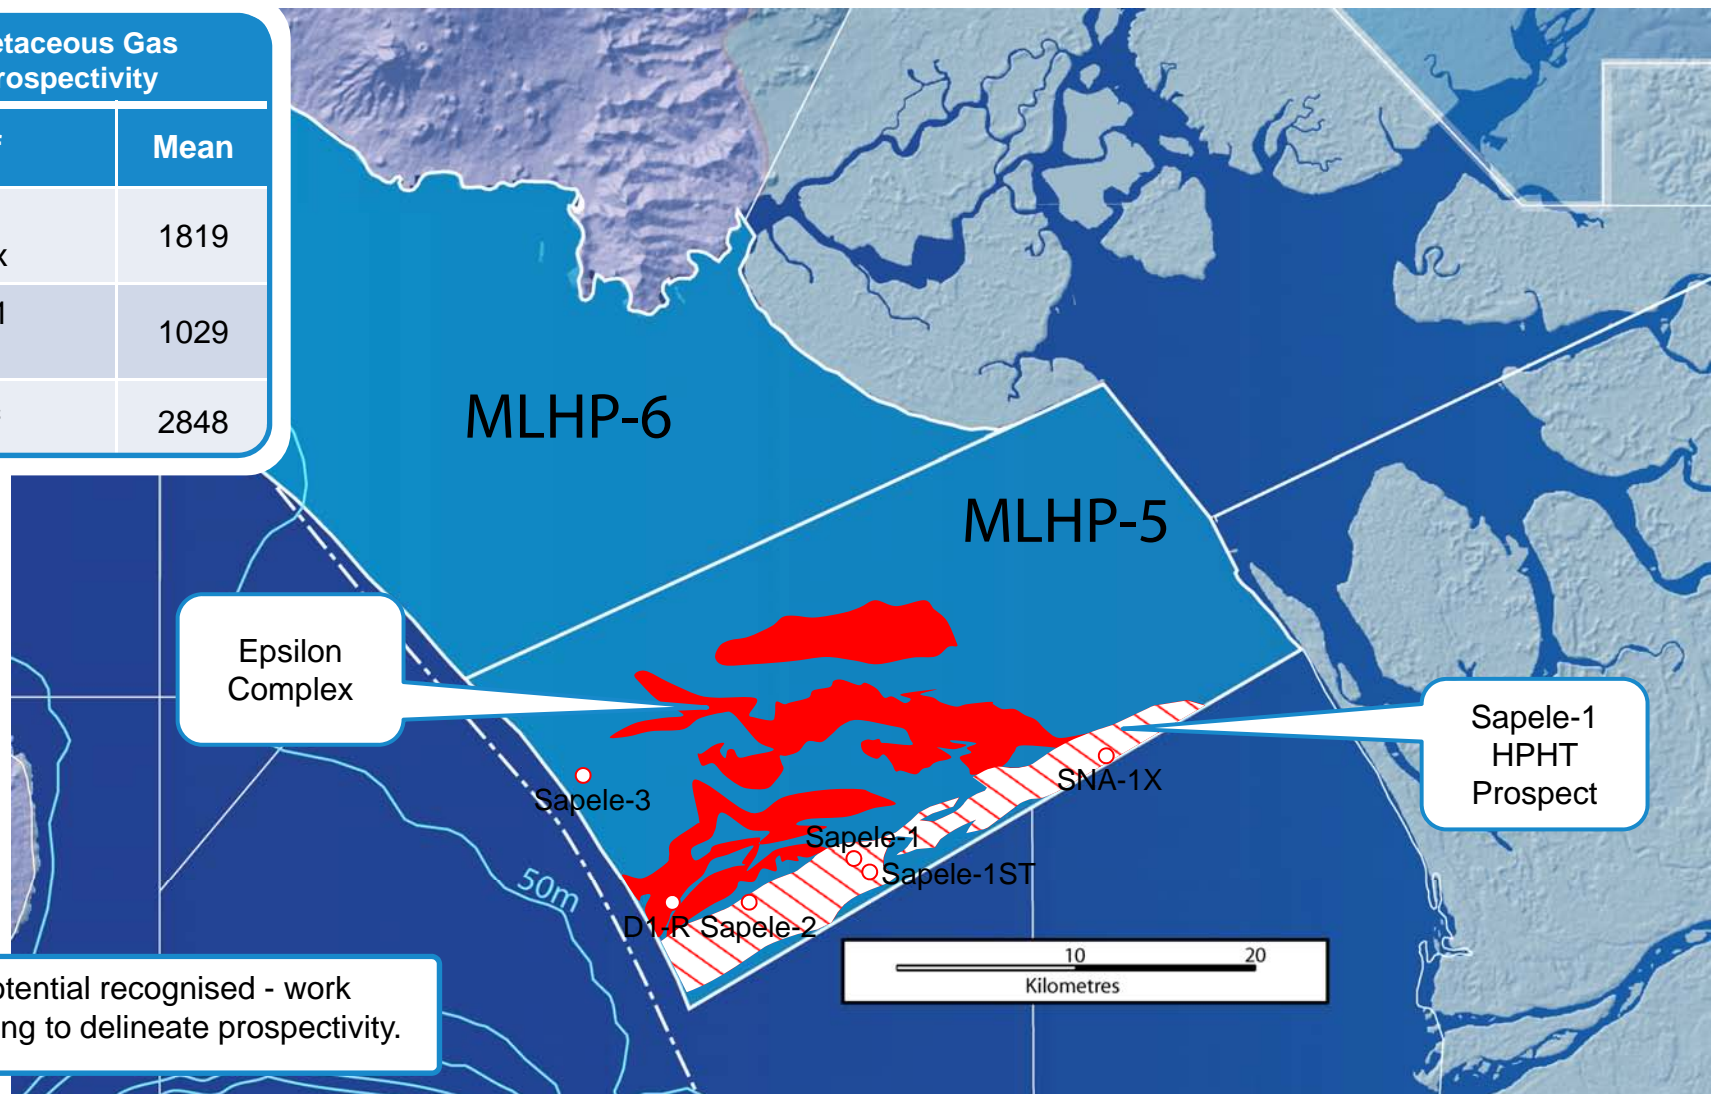 etaceous Gas
rospectivity
Mean
x
1819
1
1029
2848
MLHP-6
MLHP-5
Epsilon
Complex
Sapele-1
HPHT
Prospect
SNA-1X
Sapele-3
Sapele-1
Sapele-1ST
50m
D1-R Sapele-2
10 20
Kilometres
otential recognised - work
ing to delineate prospectivity.